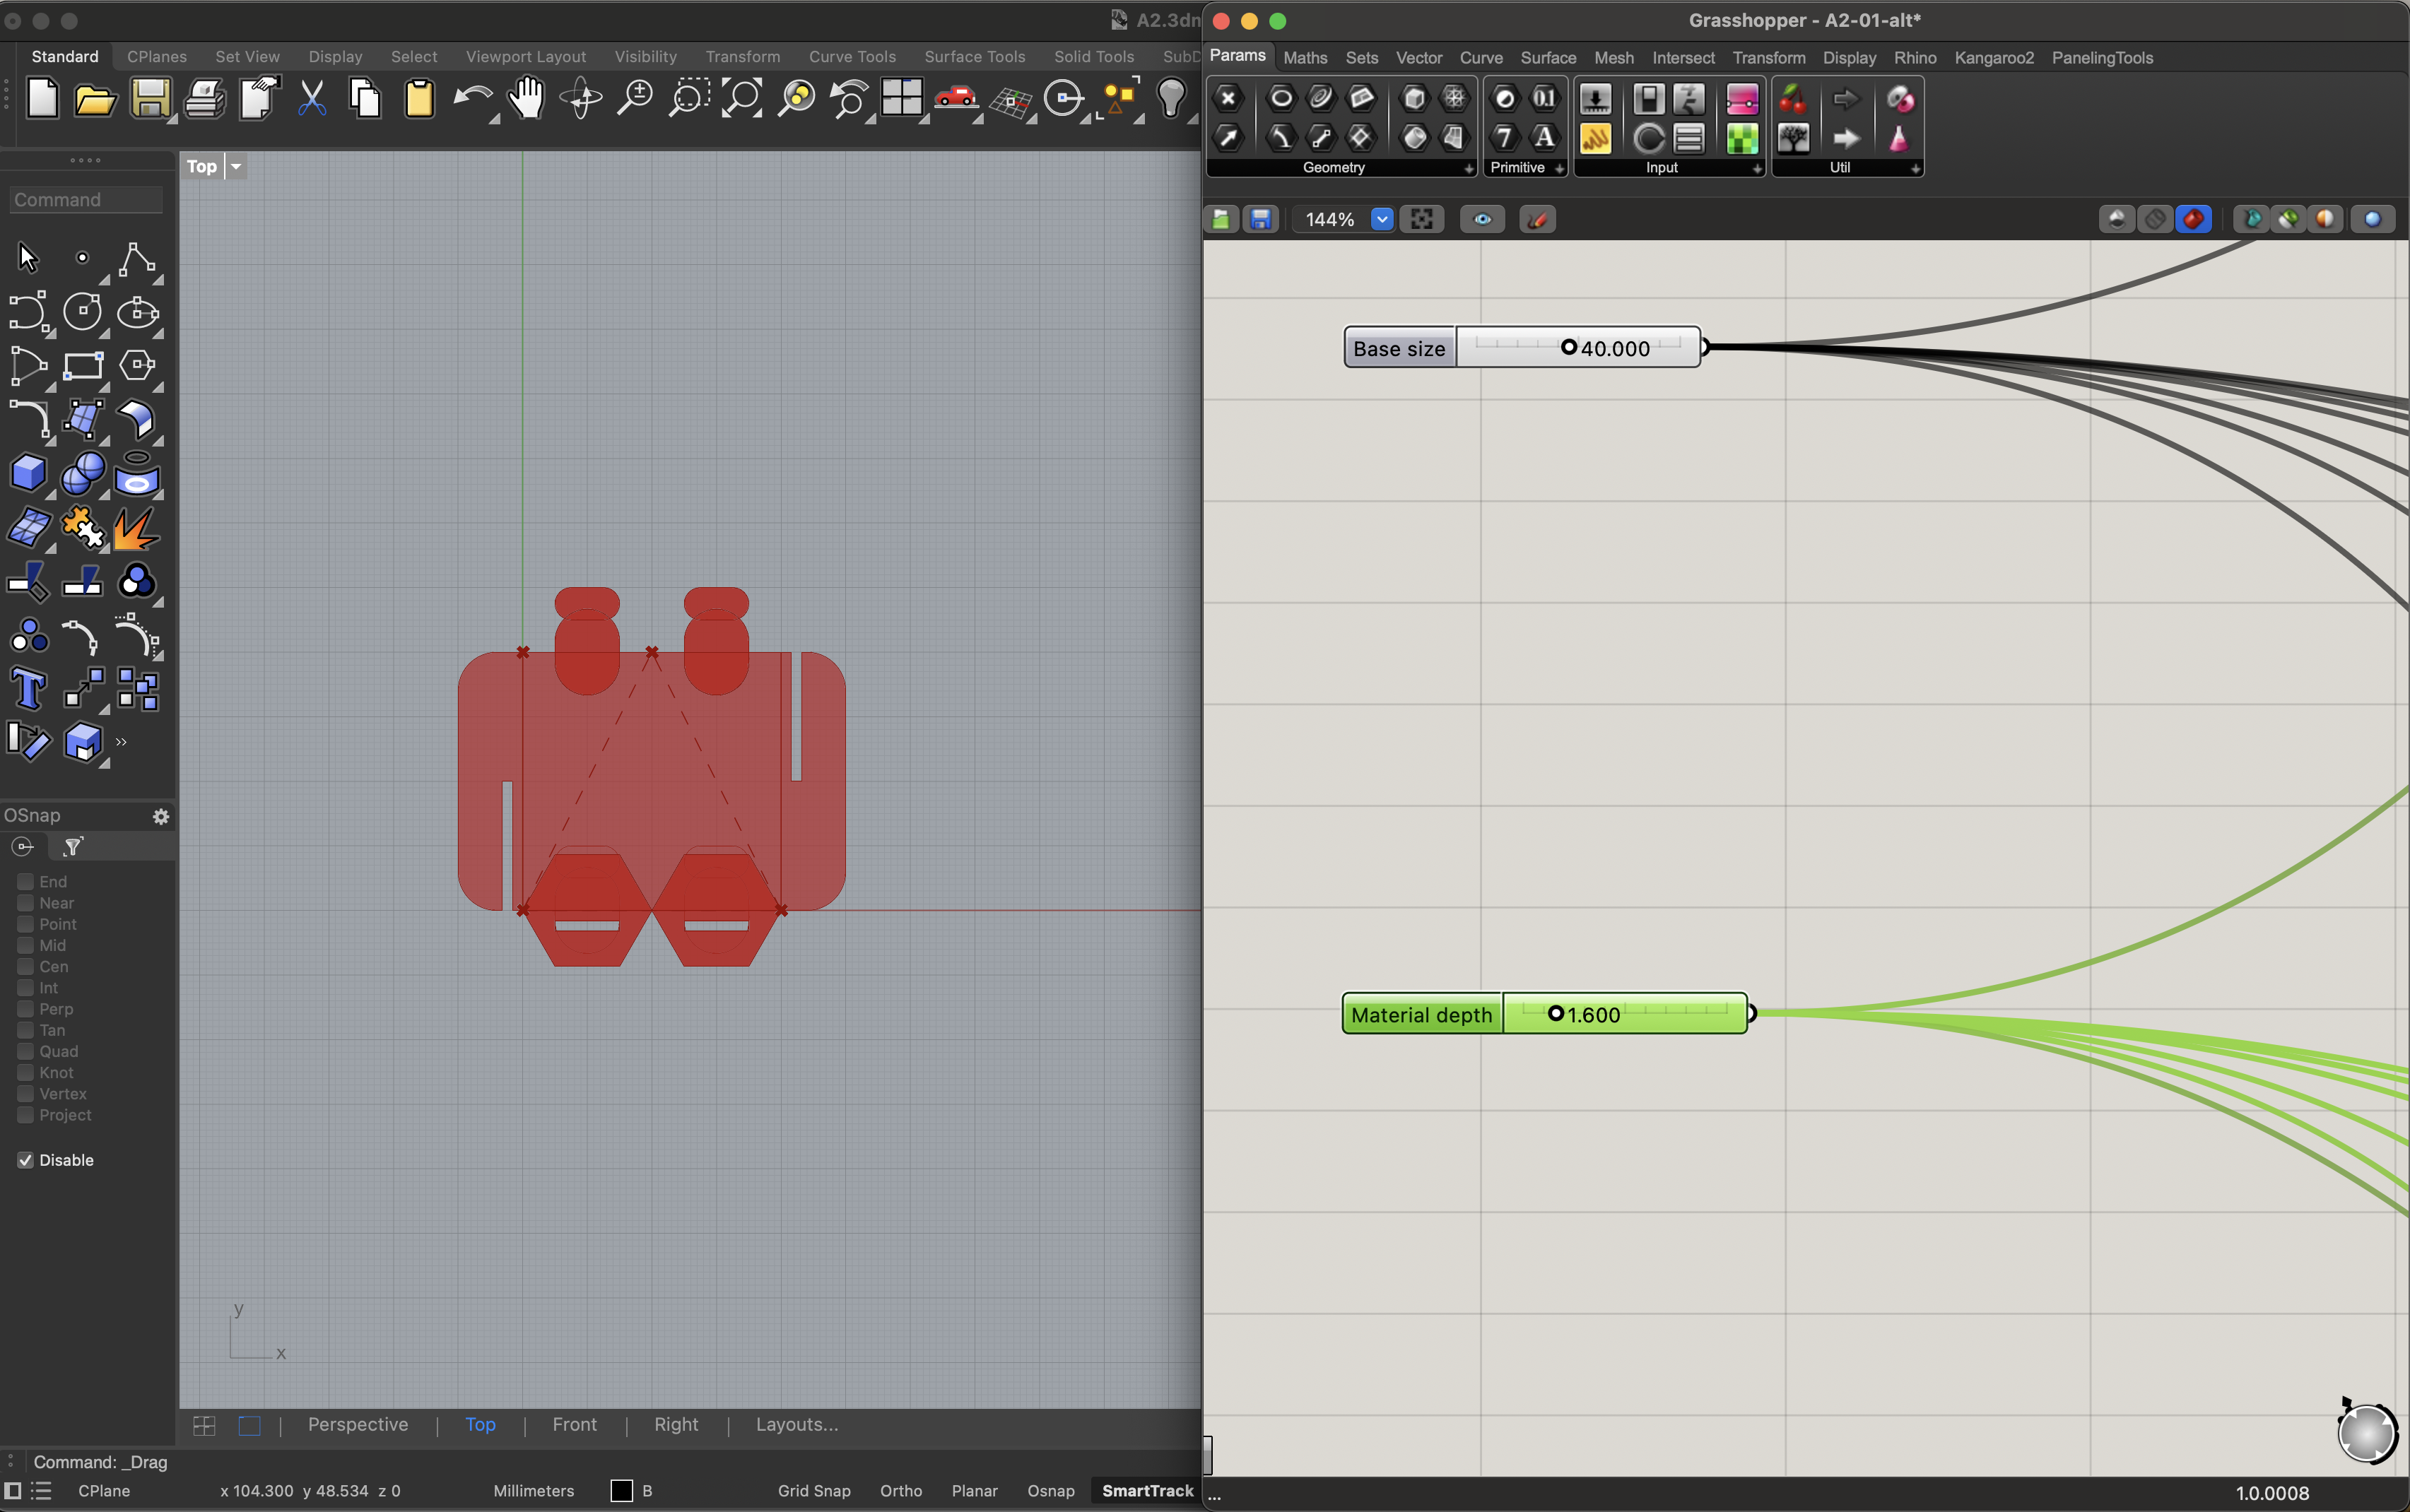 A2.3dm
Standard CPlanes Set View Display Select Viewport Layout Visibility Transform Curve Tools Surface Tools Solid Tools SubD
Top
Command
OSnap
End
Near
Point
Mid
Cen
Int
Perp
Tan
Quad
Knot
Vertex
Project
Disable
y
x
Perspective | Top | Front | Right | Layouts...
Command: _Drag
CPlane x 104.300 y 48.534 z 0 Millimeters B Grid Snap Ortho Planar Osnap SmartTrack
Grasshopper - A2-01-alt*
Params Maths Sets Vector Curve Surface Mesh Intersect Transform Display Rhino Kangaroo2 PanelingTools
0.1
7 A
Geometry Primitive Input Util
144%
Base size 40.000
Material depth 1.600
... 1.0.0008